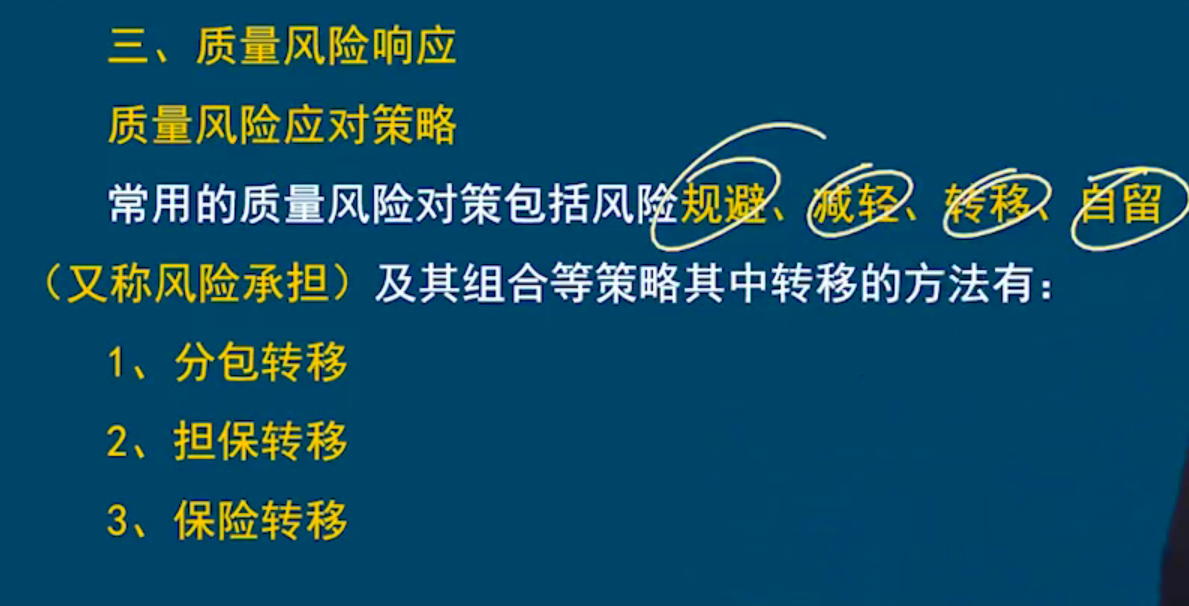 三、质量风险响应
质量风险应对策略
常用的质量风险对策包括风险规避、减轻、转移、自留
（又称风险承担）及其组合等策略其中转移的方法有：
1、分包转移
2、担保转移
3、保险转移